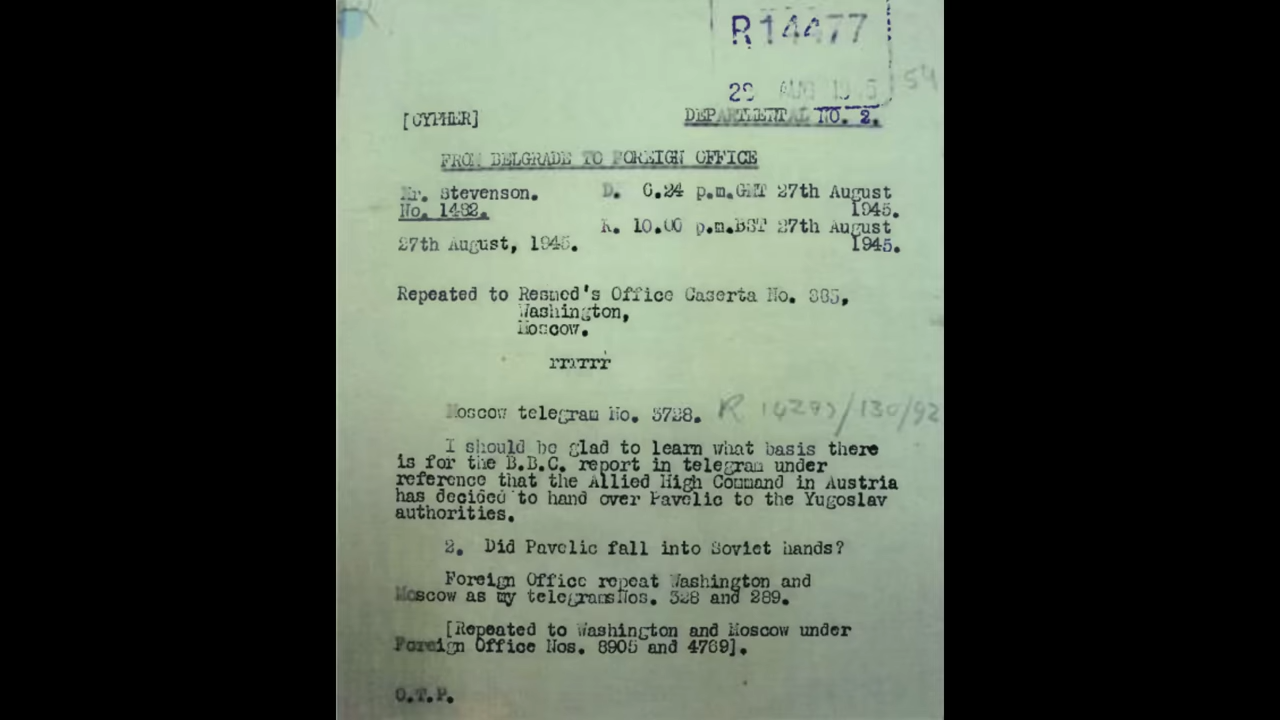 R14477
29 AUG 1945
54
[CYPHER]
DEPARTMENTAL NO. 2.
FROM BELGRADE TO FOREIGN OFFICE
Mr. Stevenson.
D. 6.24 p.m.GMT 27th August
No. 1432.
1945.
R. 10.00 p.m.BST 27th August
27th August, 1945.
1945.
Repeated to Resmed's Office Caserta No. 385,
Washington,
Moscow.
rrrrrr
Moscow telegram No. 3728.
I should be glad to learn what basis there
is for the B.B.C. report in telegram under
reference that the Allied High Command in Austria
has decided to hand over Pavelic to the Yugoslav
authorities.
2. Did Pavelic fall into Soviet hands?
Foreign Office repeat Washington and
Moscow as my telegrams Nos. 328 and 289.
[Repeated to Washington and Moscow under
Foreign Office Nos. 8905 and 4769].
O.T.P.